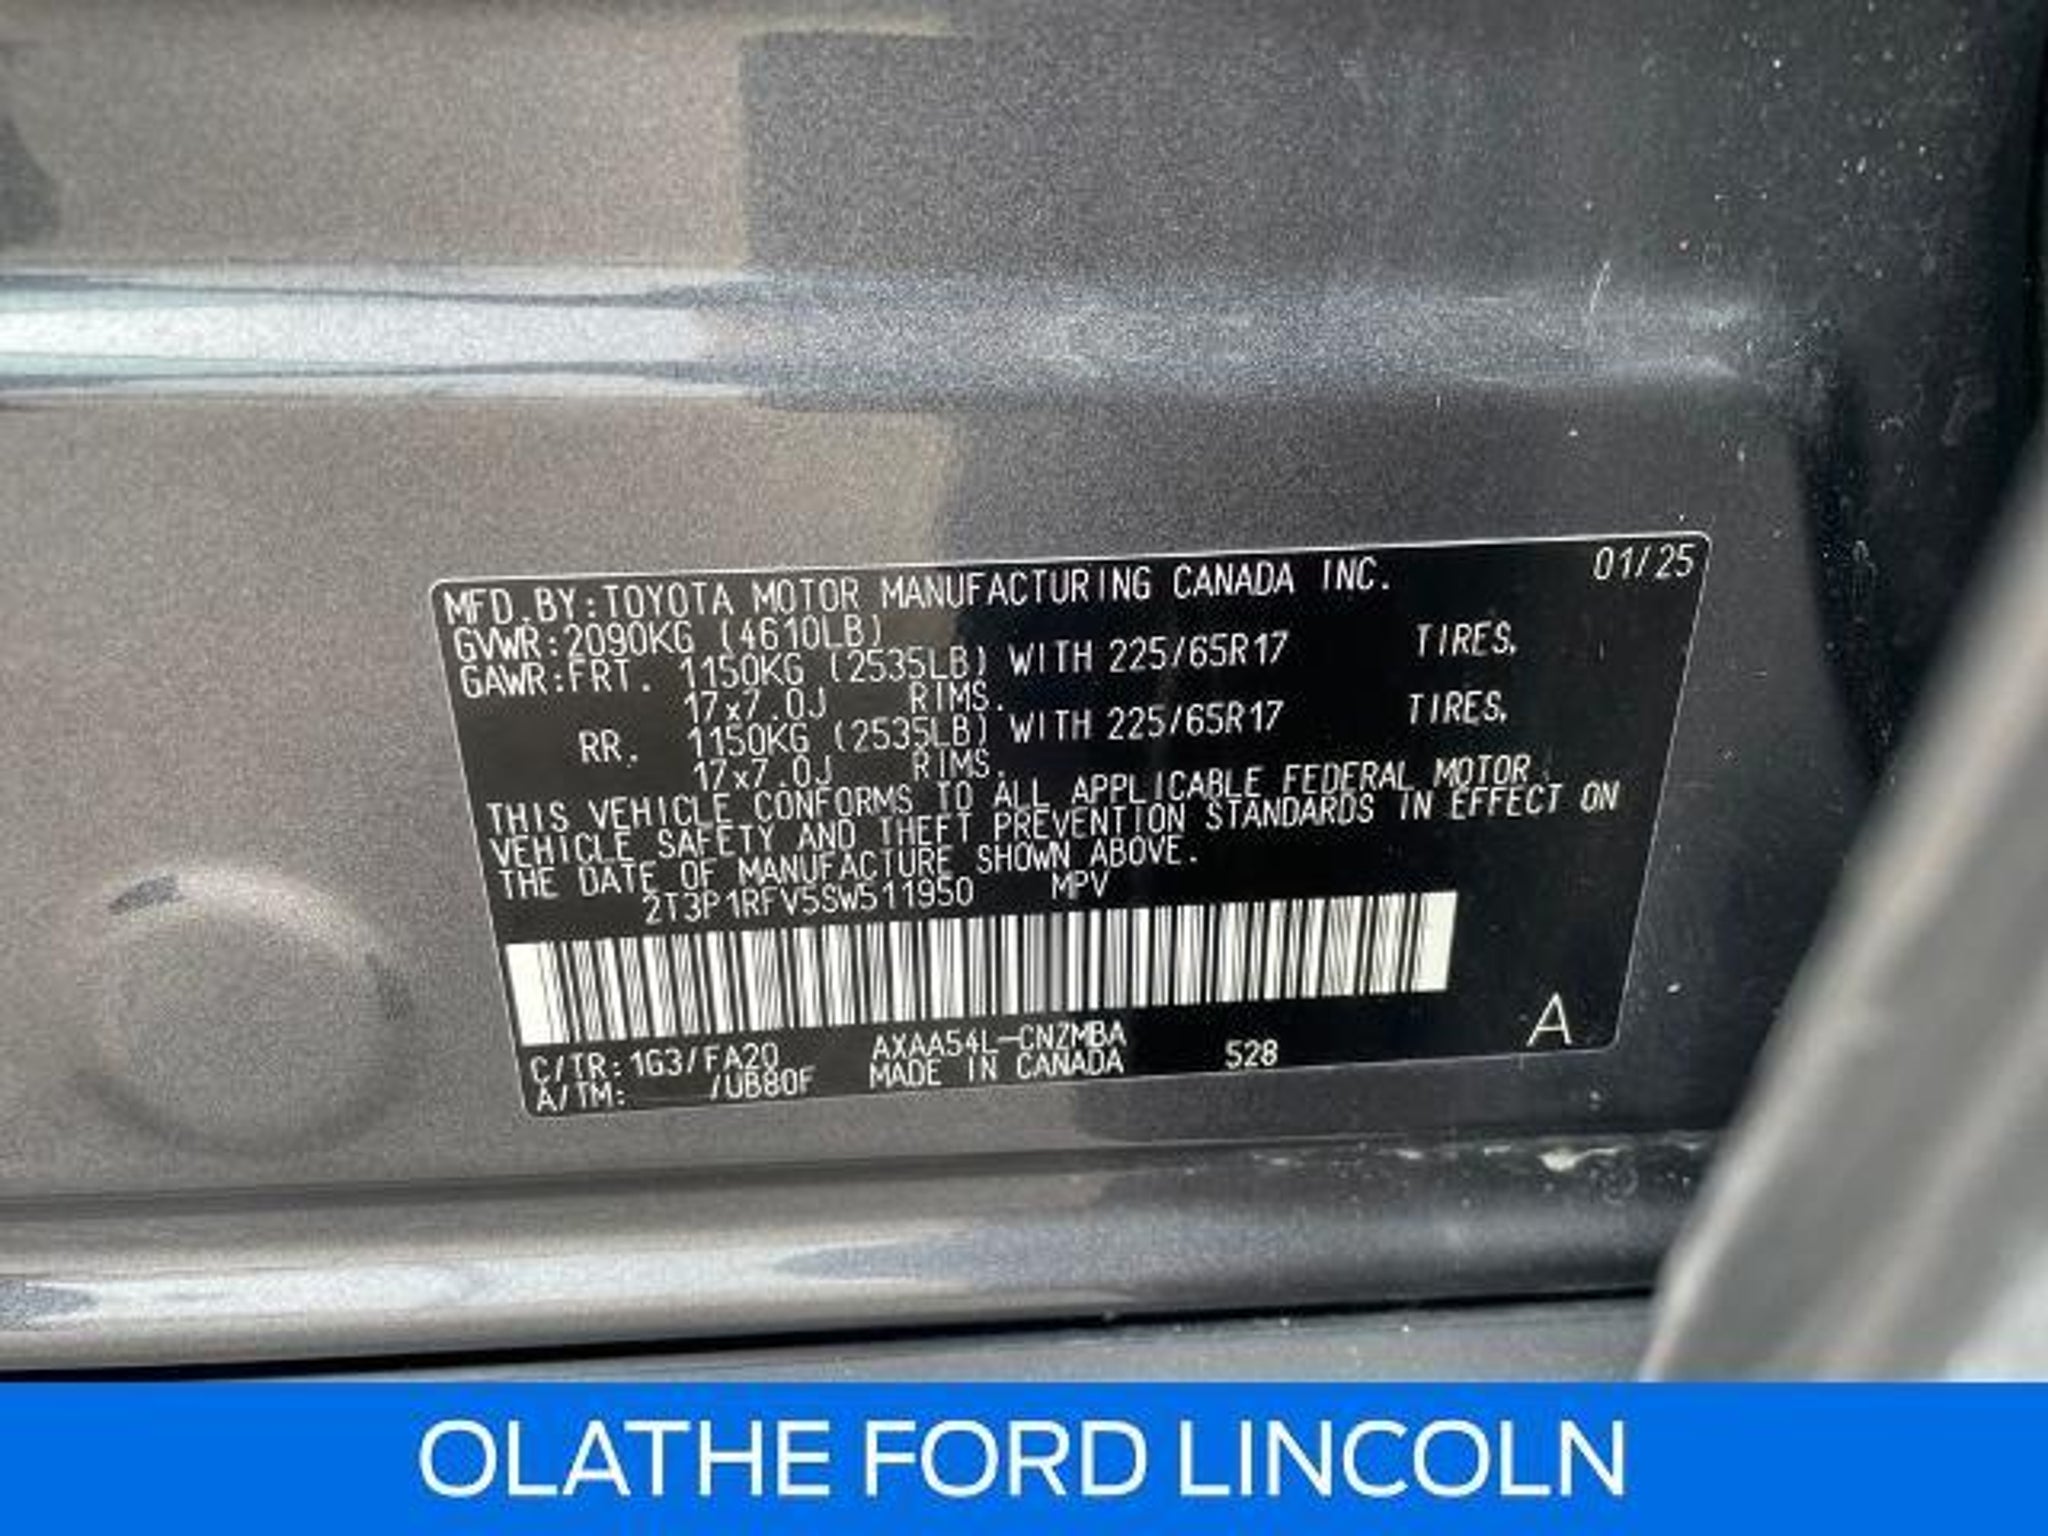 MFD.BY:TOYOTA MOTOR MANUFACTURING CANADA INC. 01/25
GVWR:2090KG (4610LB)
GAWR:FRT. 1150KG (2535LB) WITH 225/65R17 TIRES.
17x7.0J RIMS.
RR. 1150KG (2535LB) WITH 225/65R17 TIRES.
17x7.0J RIMS.
THIS VEHICLE CONFORMS TO ALL APPLICABLE FEDERAL MOTOR
VEHICLE SAFETY AND THEFT PREVENTION STANDARDS IN EFFECT ON
THE DATE OF MANUFACTURE SHOWN ABOVE.
2T3P1RFV5SW511950 MPV
A
C/TR:1G3/FA20 AXAA54L-CNZMBA 528
A/TM: /UB80F MADE IN CANADA
OLATHE FORD LINCOLN